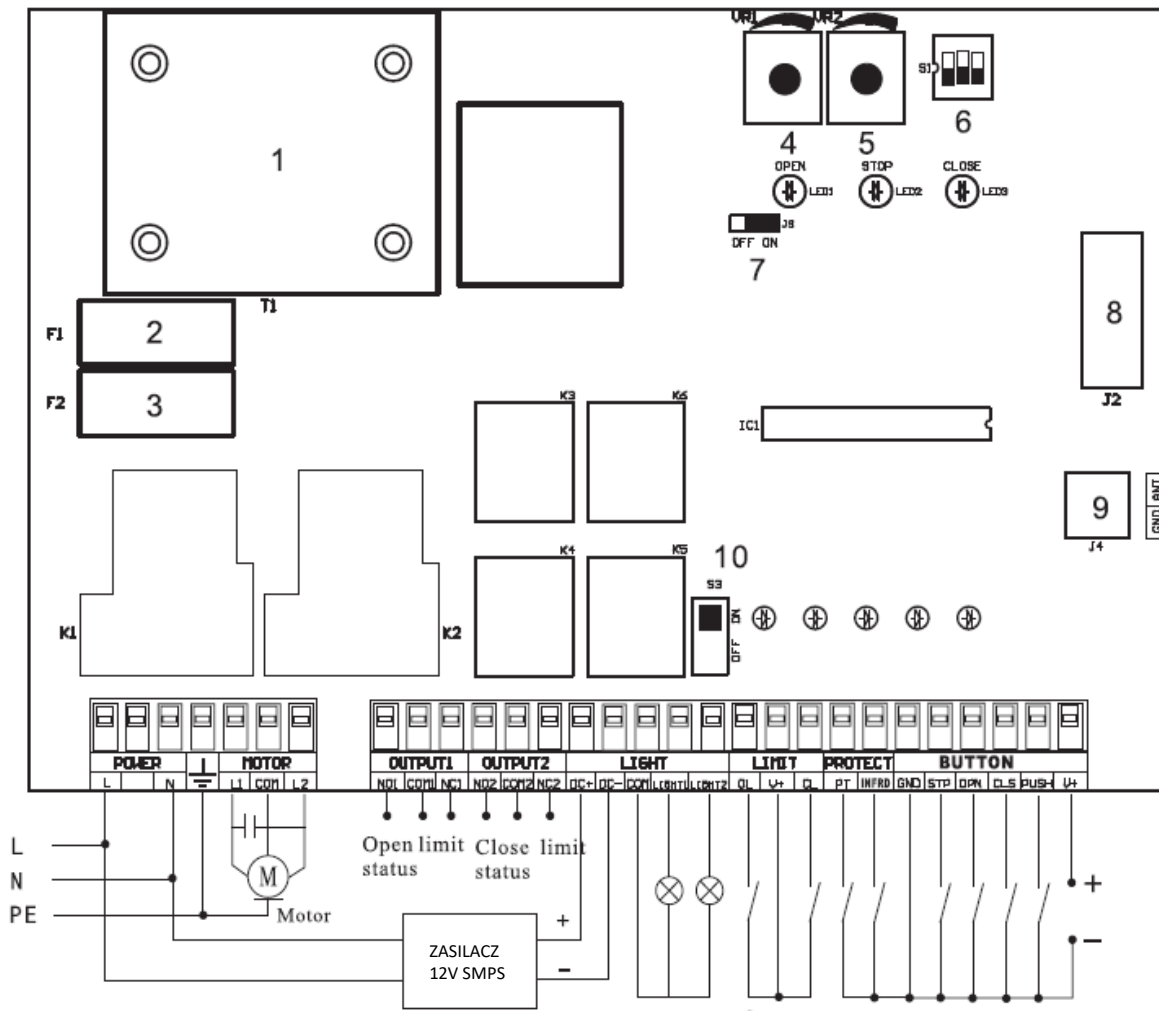 VR1 VR2
S1
1
4 5 6
OPEN STOP CLOSE
LED1 LED2 LED3
J8
OFF ON
7
T1
F1 2
8
F2 3
J2
K3 K6
IC1
9
GND ANT
J4
K4 K5 10
S3
ON
OFF
K1 K2
POWER MOTOR OUTPUT1 OUTPUT2 LIGHT LIMIT PROTECT BUTTON
L N L1 COM L2 NO1 COM1 NC1 NO2 COM2 NC2 DC+ DC- COM LIGHT1 LIGHT2 OL V+ CL PT INFRD GND STP OPN CLS PUSH V+
L
N
PE
M
Motor
Open limit
status
Close limit
status
+
-
ZASILACZ
12V SMPS
+
-